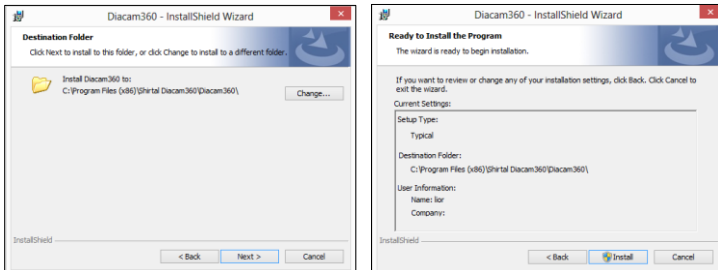 Diacam360 - InstallShield Wizard
Destination Folder
Click Next to install to this folder, or click Change to install to a different folder.
Install Diacam360 to:
C:\Program Files (x86)\Shirtal Diacam360\Diacam360\
Change...
InstallShield
< Back
Next >
Cancel
Diacam360 - InstallShield Wizard
Ready to Install the Program
The wizard is ready to begin installation.
If you want to review or change any of your installation settings, click Back. Click Cancel to
exit the wizard.
Current Settings:
Setup Type:
Typical
Destination Folder:
C:\Program Files (x86)\Shirtal Diacam360\Diacam360\
User Information:
Name: lior
Company:
InstallShield
< Back
Install
Cancel